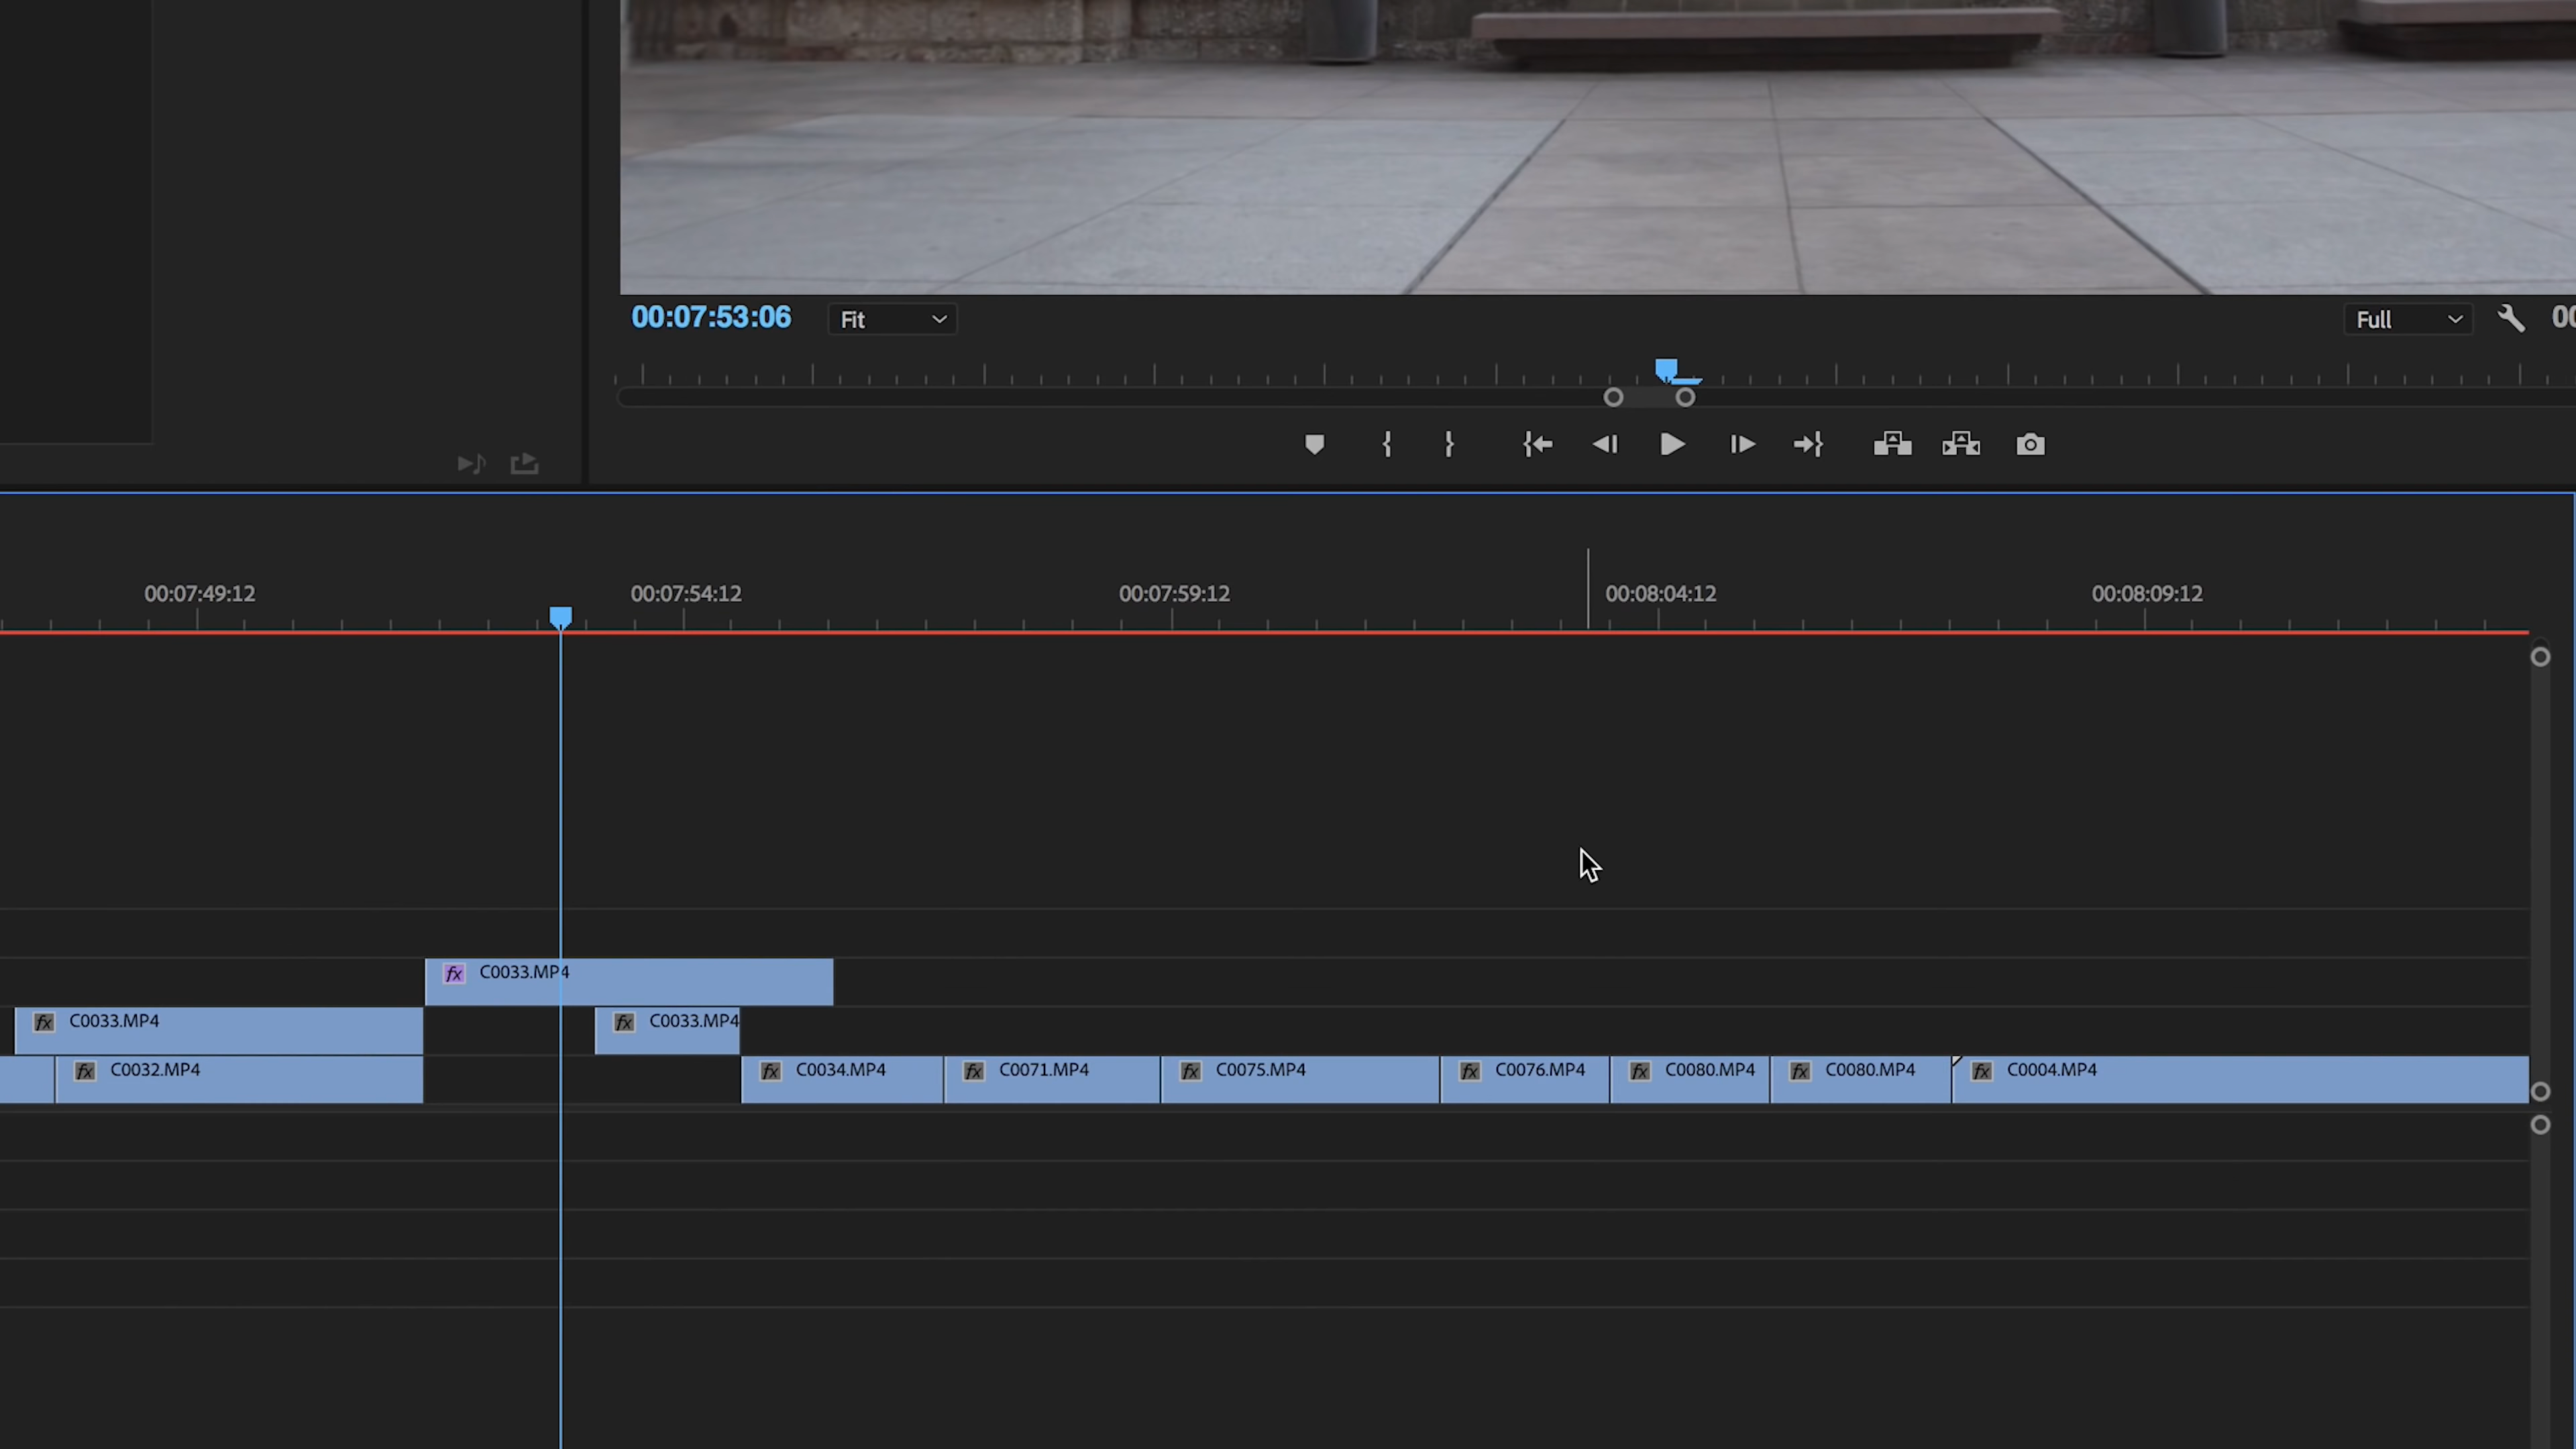 00:07:53:06 Fit Full 00
00:07:49:12 00:07:54:12 00:07:59:12 00:08:04:12 00:08:09:12
fx C0033.MP4
fx C0033.MP4 fx C0033.MP4
fx C0032.MP4 fx C0034.MP4 fx C0071.MP4 fx C0075.MP4 fx C0076.MP4 fx C0080.MP4 fx C0080.MP4 fx C0004.MP4